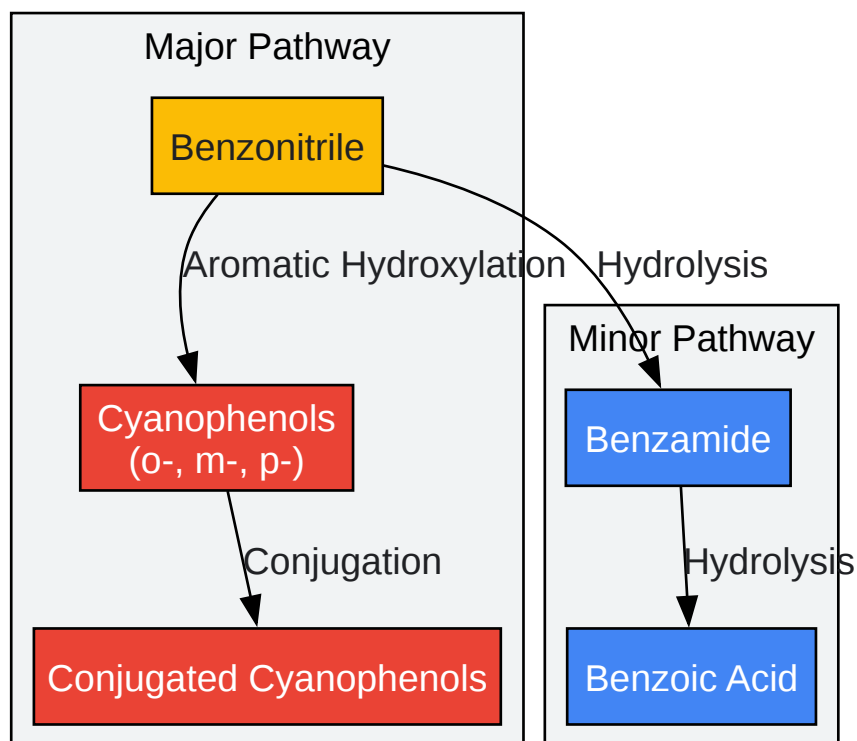 Major Pathway
Benzonitrile
Aromatic Hydroxylation
Hydrolysis
Minor Pathway
Cyanophenols
(o-, m-, p-)
Benzamide
Conjugation
Hydrolysis
Conjugated Cyanophenols
Benzoic Acid